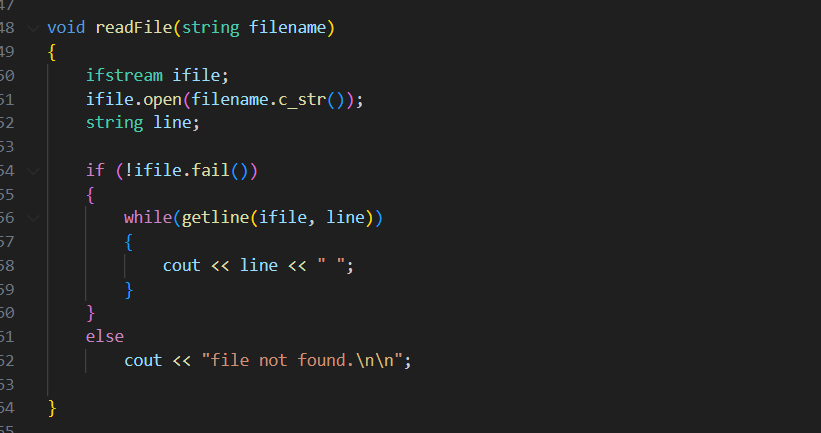 47
48 void readFile(string filename)
49 {
50 ifstream ifile;
51 ifile.open(filename.c_str());
52 string line;
53
54 if (!ifile.fail())
55 {
56 while(getline(ifile, line))
57 {
58 cout << line << " ";
59 }
60 }
61 else
62 cout << "file not found.\n\n";
63
64 }
65